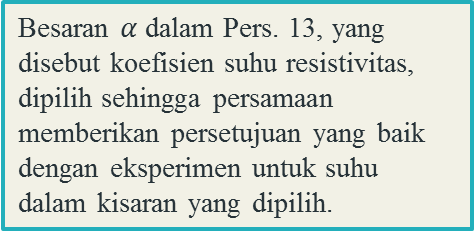 Besaran α dalam Pers. 13, yang
disebut koefisien suhu resistivitas,
dipilih sehingga persamaan
memberikan persetujuan yang baik
dengan eksperimen untuk suhu
dalam kisaran yang dipilih.